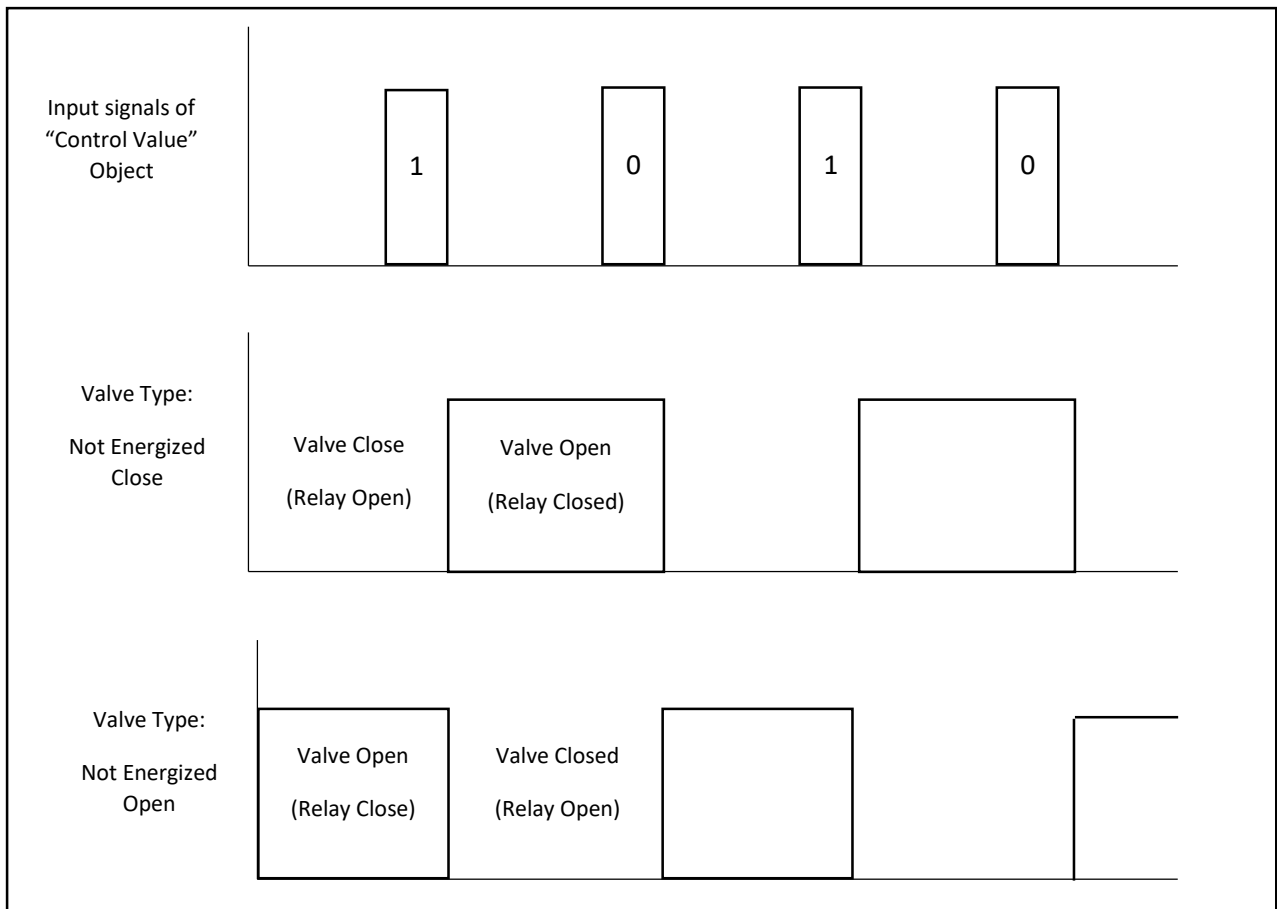 Input signals of
“Control Value”
Object
1
0
1
0
Valve Type:
Not Energized
Close
Valve Close
(Relay Open)
Valve Open
(Relay Closed)
Valve Type:
Not Energized
Open
Valve Open
(Relay Close)
Valve Closed
(Relay Open)